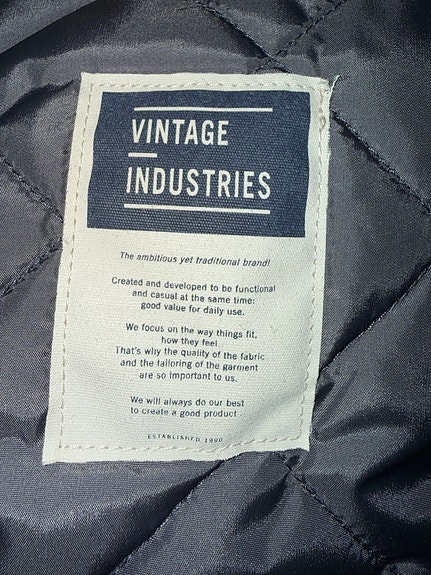 VINTAGE
INDUSTRIES
The ambitious yet traditional brand!
Created and developed to be functional
and casual at the same time:
good value for daily use.
We focus on the way things fit,
how they feel.
That's why the quality of the fabric
and the tailoring of the garment
are so important to us.
We will always do our best
to create a good product
ESTABLISHED 1990